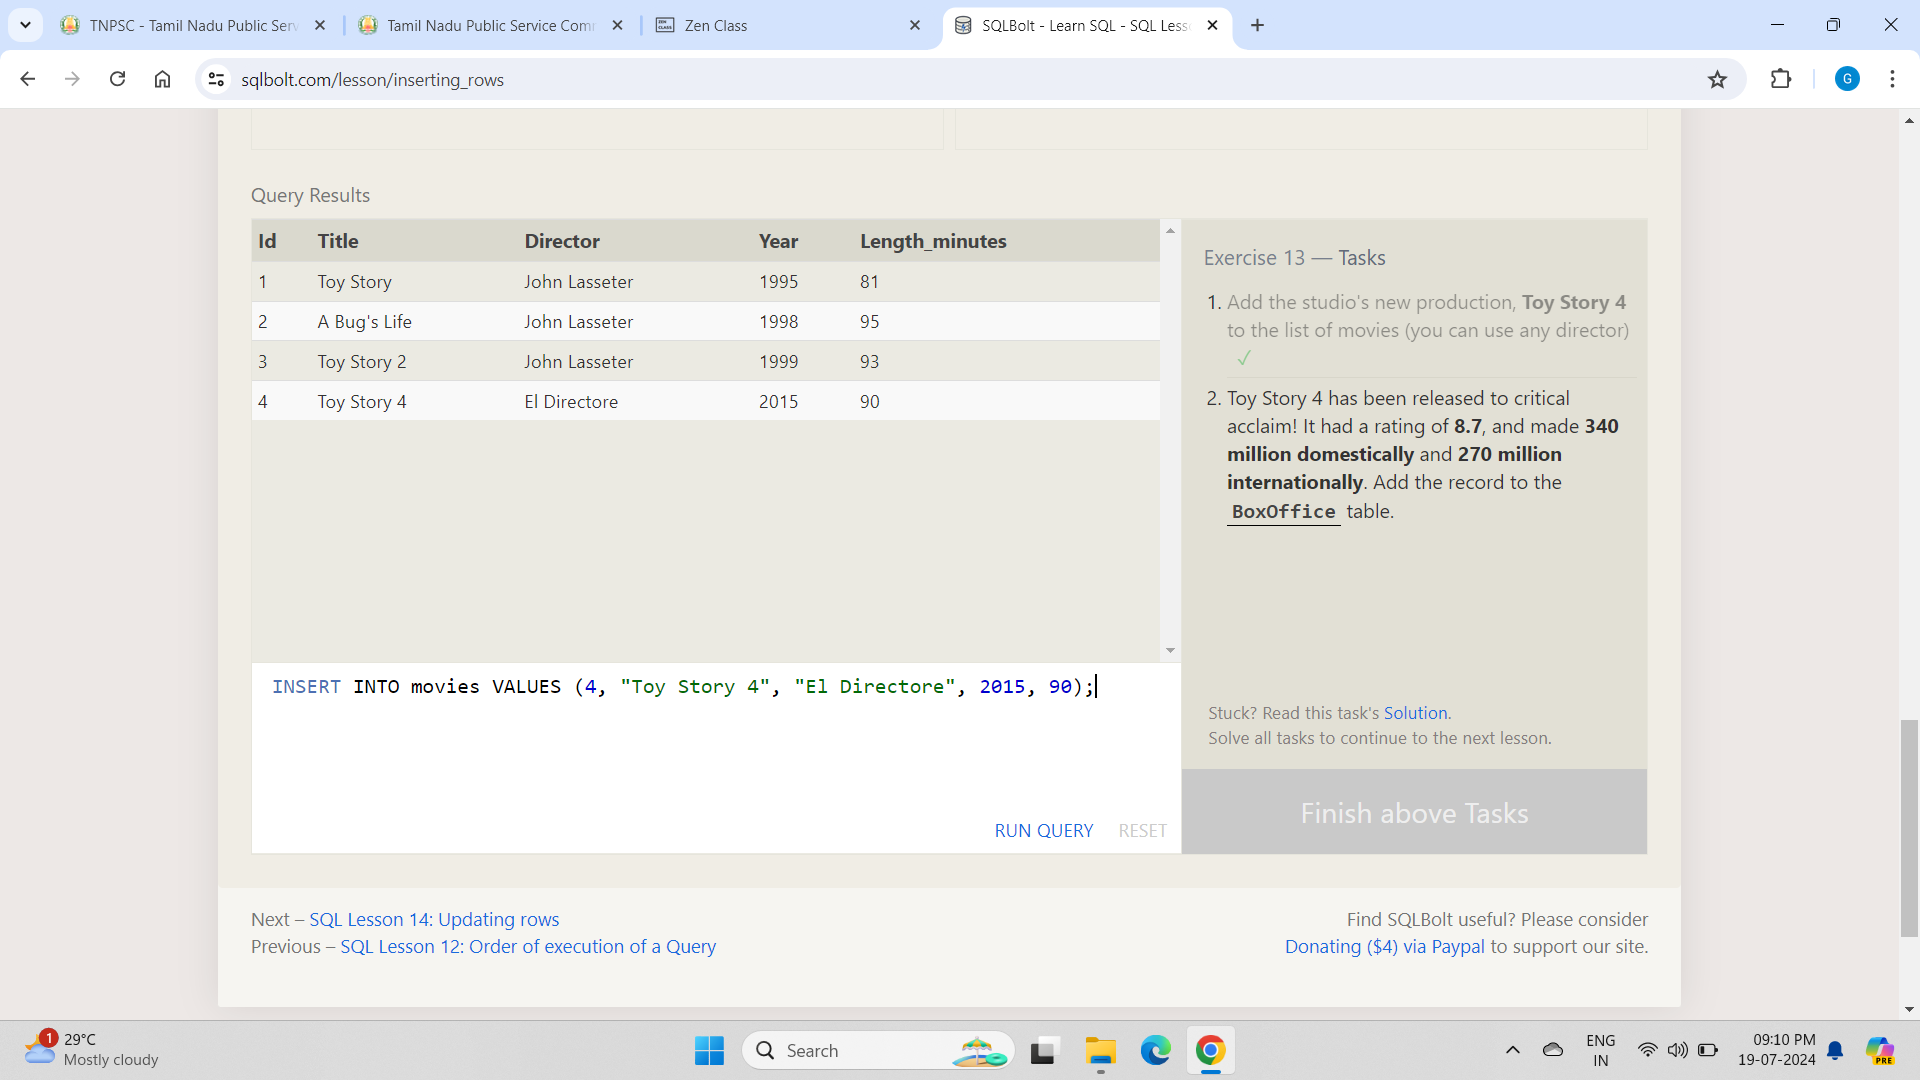 TNPSC - Tamil Nadu Public Serv
Tamil Nadu Public Service Comm
Zen Class
SQLBolt - Learn SQL - SQL Less
sqlbolt.com/lesson/inserting_rows
G
Query Results
Id Title Director Year Length_minutes
1 Toy Story John Lasseter 1995 81
2 A Bug's Life John Lasseter 1998 95
3 Toy Story 2 John Lasseter 1999 93
4 Toy Story 4 El Directore 2015 90
INSERT INTO movies VALUES (4, "Toy Story 4", "El Directore", 2015, 90);
RUN QUERY RESET
Exercise 13 — Tasks
1. Add the studio's new production, Toy Story 4
to the list of movies (you can use any director)
✓
2. Toy Story 4 has been released to critical
acclaim! It had a rating of 8.7, and made 340
million domestically and 270 million
internationally. Add the record to the
BoxOffice table.
Stuck? Read this task's Solution.
Solve all tasks to continue to the next lesson.
Finish above Tasks
Next – SQL Lesson 14: Updating rows
Previous – SQL Lesson 12: Order of execution of a Query
Find SQLBolt useful? Please consider
Donating ($4) via Paypal to support our site.
1
29°C
Mostly cloudy
Search
ENG
IN
09:10 PM
19-07-2024
PRE